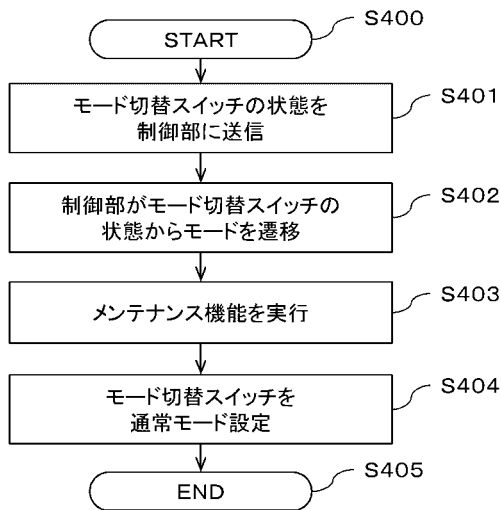 START
S400
モード切替スイッチの状態を
制御部に送信
S401
制御部がモード切替スイッチの
状態からモードを遷移
S402
メンテナンス機能を実行
S403
モード切替スイッチを
通常モード設定
S404
END
S405